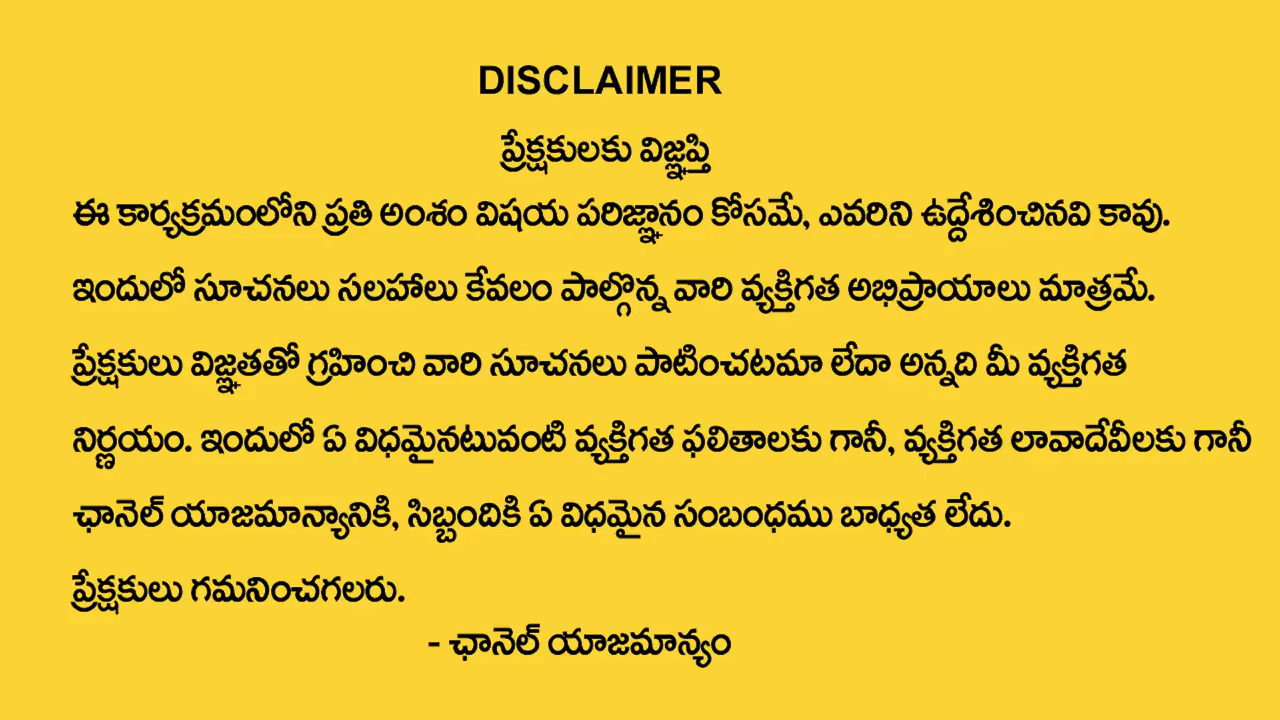 DISCLAIMER
ప్రేక్షకులకు విజ్ఞప్తి
ఈ కార్యక్రమంలోని ప్రతి అంశం విషయ పరిజ్ఞానం కోసమే, ఎవరిని ఉద్దేశించినవి కావు.
ఇందులో సూచనలు సలహాలు కేవలం పాల్గొన్న వారి వ్యక్తిగత అభిప్రాయాలు మాత్రమే.
ప్రేక్షకులు విజ్ఞతతో గ్రహించి వారి సూచనలు పాటించటమా లేదా అన్నది మీ వ్యక్తిగత
నిర్ణయం. ఇందులో ఏ విధమైనటువంటి వ్యక్తిగత ఫలితాలకు గానీ, వ్యక్తిగత లావాదేవీలకు గానీ
ఛానెల్ యాజమాన్యానికి, సిబ్బందికి ఏ విధమైన సంబంధము బాధ్యత లేదు.
ప్రేక్షకులు గమనించగలరు.
- ఛానెల్ యాజమాన్యం